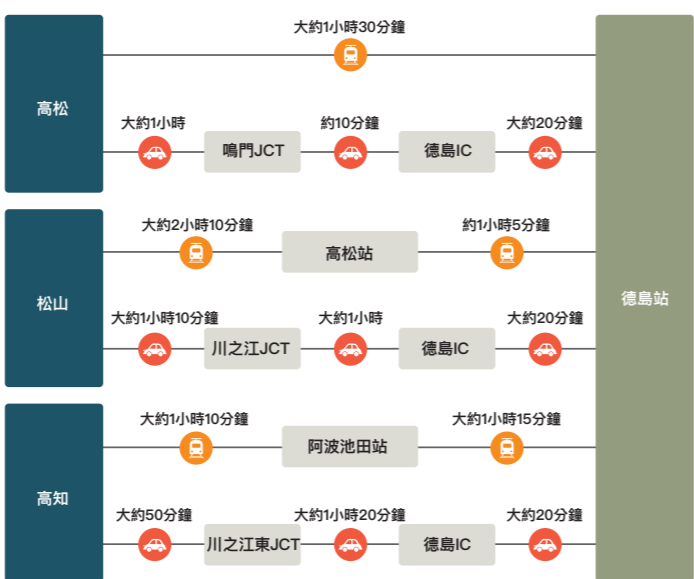 大約1小時30分鐘
高松
大約1小時
約10分鐘
大約20分鐘
鳴門JCT
德島IC
大約2小時10分鐘
約1小時5分鐘
高松站
松山
德島站
大約1小時10分鐘
大約1小時
大約20分鐘
川之江JCT
德島IC
大約1小時10分鐘
大約1小時15分鐘
阿波池田站
高知
大約50分鐘
大約1小時20分鐘
大約20分鐘
川之江東JCT
德島IC